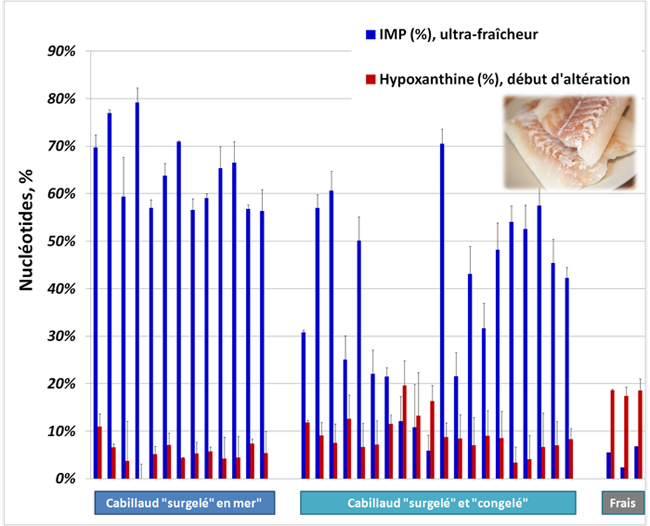 IMP (%), ultra-fraîcheur
Hypoxanthine (%), début d'altération
Nucléotides, %
90%
80%
70%
60%
50%
40%
30%
20%
10%
0%
Cabillaud "surgelé" en mer"
Cabillaud "surgelé" et "congelé"
Frais